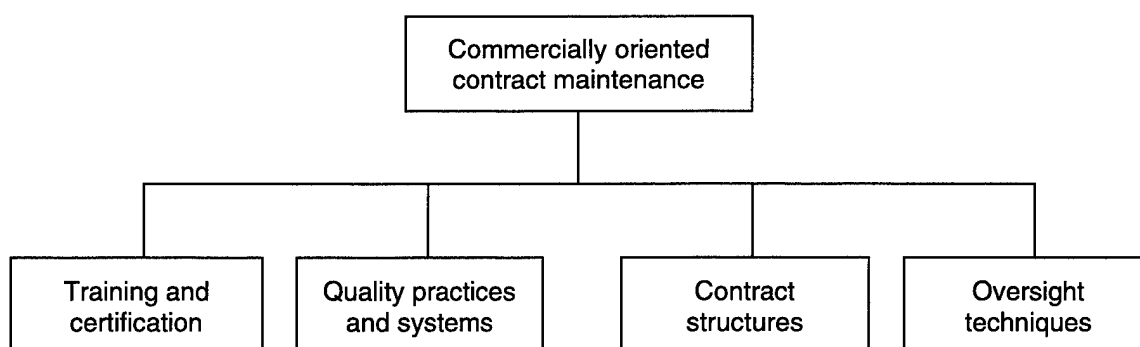 Commercially oriented
contract maintenance
Training and
certification
Quality practices
and systems
Contract
structures
Oversight
techniques